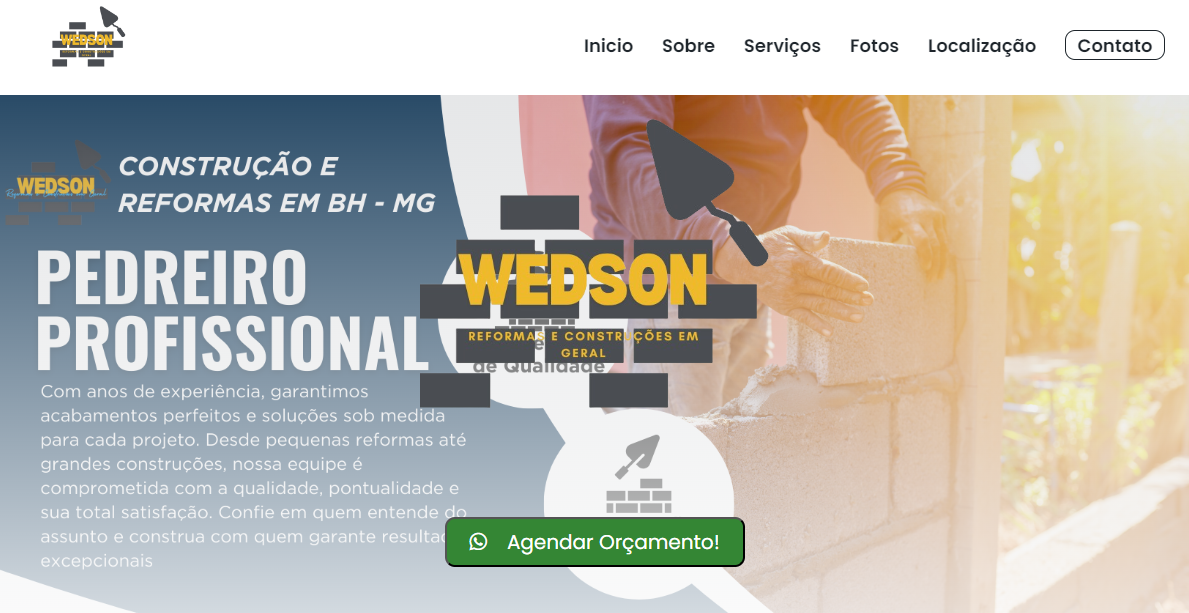 WEDSON
Inicio
Sobre
Serviços
Fotos
Localização
Contato
WEDSON
CONSTRUÇÃO E
REFORMAS EM BH - MG
PEDREIRO
PROFISSIONAL
Com anos de experiência, garantimos
acabamentos perfeitos e soluções sob medida
para cada projeto. Desde pequenas reformas até
grandes construções, nossa equipe é
comprometida com a qualidade, pontualidade e
sua total satisfação. Confie em quem entende do
assunto e construa com quem garante
excepcionais
WEDSON
REFORMAS E CONSTRUÇÕES EM
GERAL
de Qualidade
Agendar Orçamento!